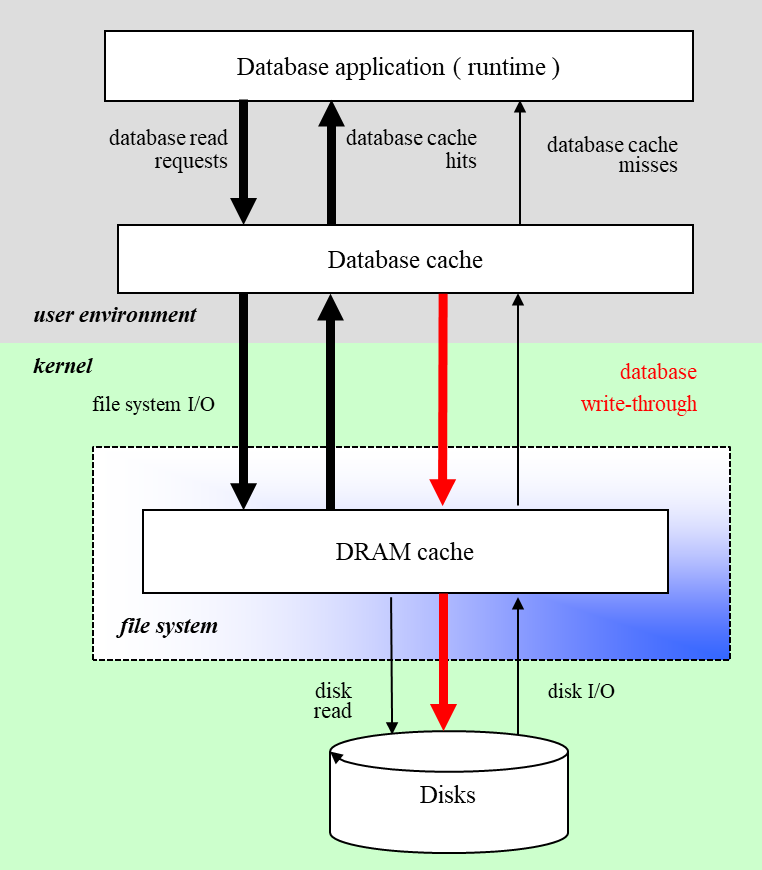 Database application ( runtime )
database read
requests
database cache
hits
database cache
misses
Database cache
user environment
kernel
database
write-through
file system I/O
DRAM cache
file system
disk
read
disk I/O
Disks